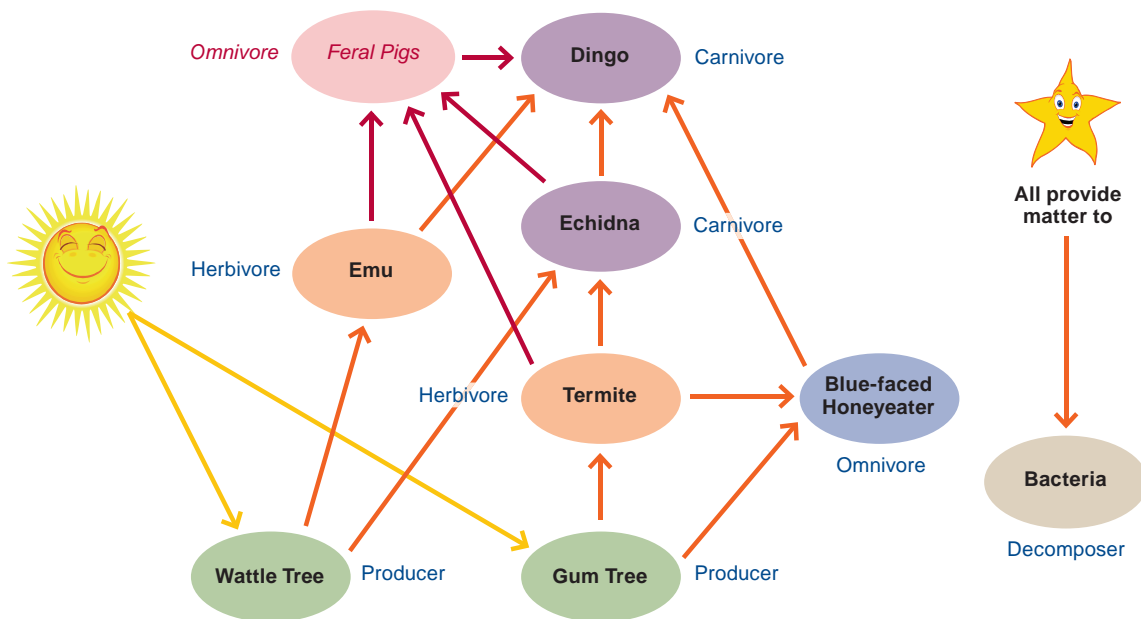 Omnivore
Feral Pigs
Dingo
Carnivore
All provide
matter to
Echidna
Carnivore
Herbivore
Emu
Herbivore
Termite
Blue-faced
Honeyeater
Omnivore
Bacteria
Decomposer
Wattle Tree
Producer
Gum Tree
Producer